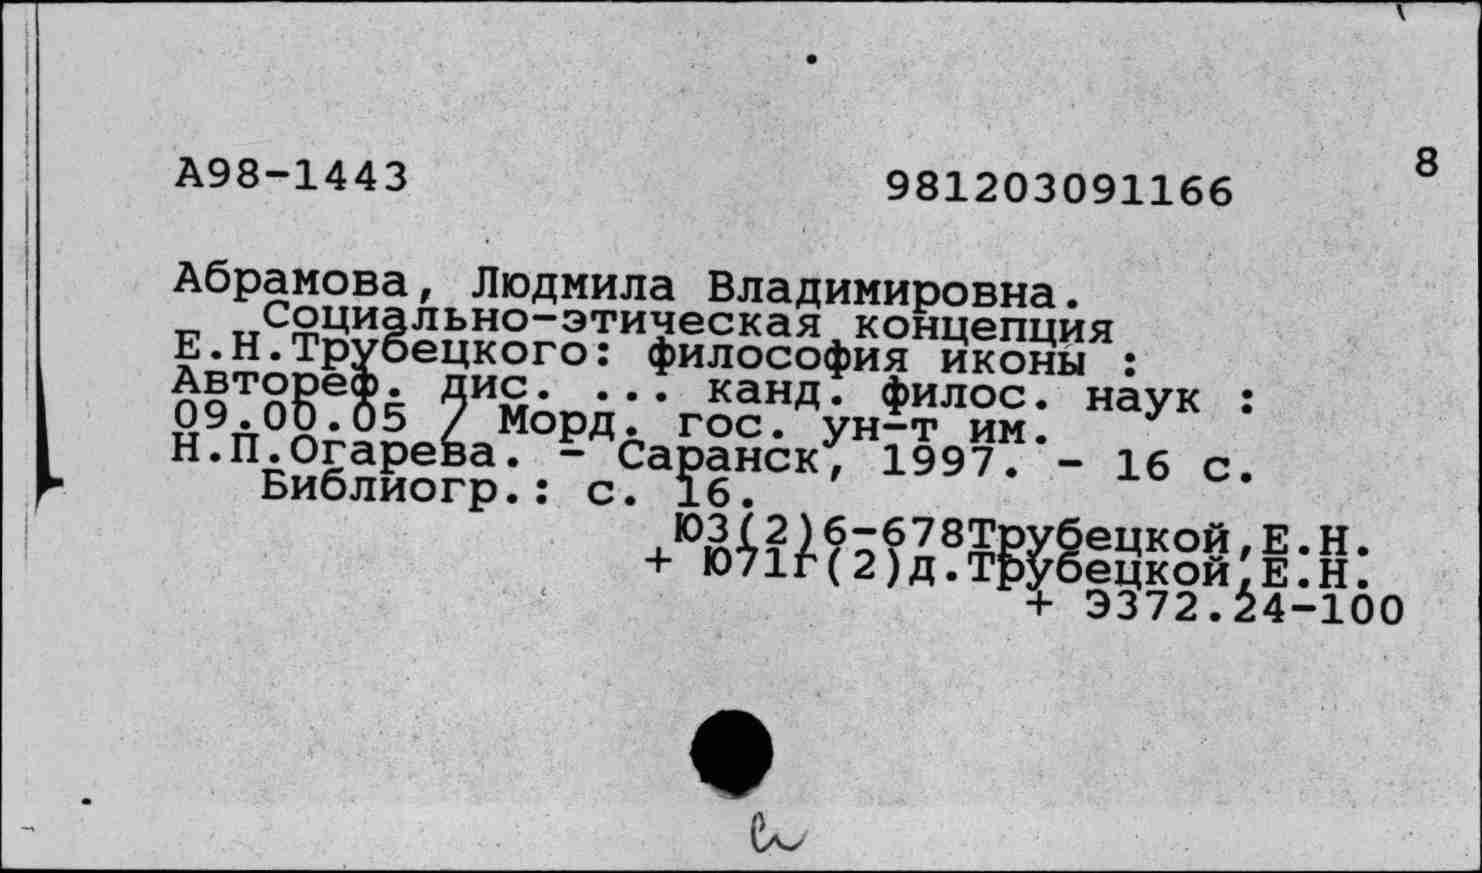 8
А98-1443 981203091166
Абрамова, Людмила Владимировна.
Социально-этическая концепция
Е.Н.Трубецкого: философия иконы :
Автореф. дис. ... канд. филос. наук :
09.00.05 / Морд. гос. ун-т им.
Н.П.Огарева. - Саранск, 1997. - 16 с.
Библиогр.: с. 16.
Ю3(2)6-678Трубецкой,Е.Н.
+ Ю71г(2)д.Трубецкой,Е.Н.
+ Э372.24-100